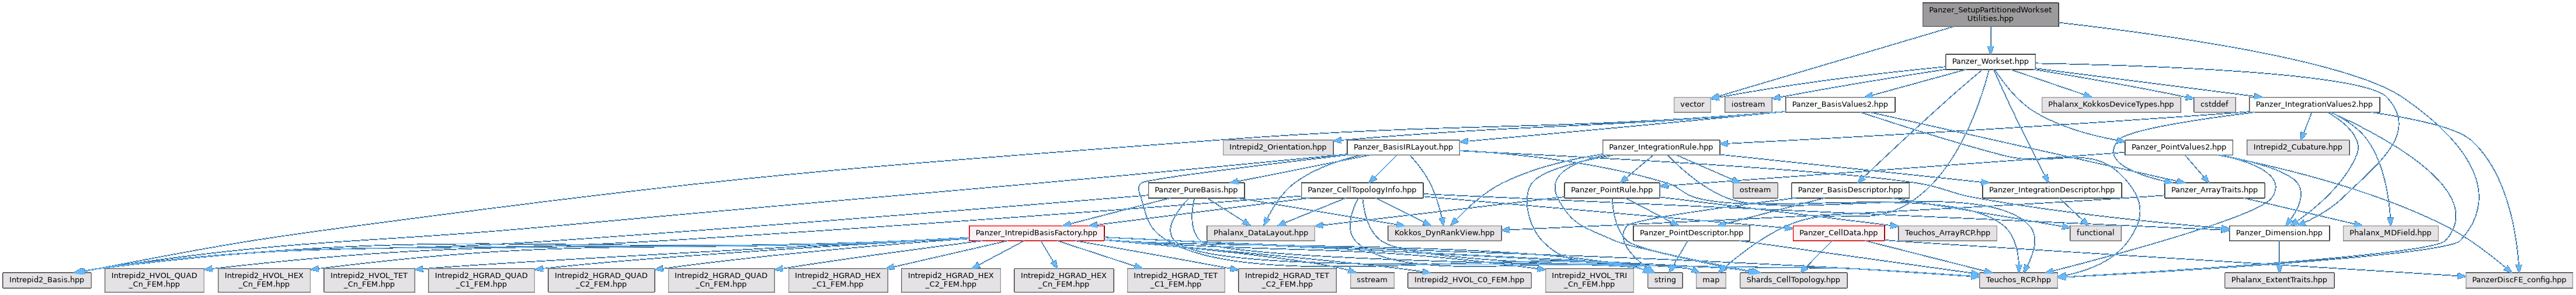 Panzer_SetupPartitionedWorkset
Utilities.hpp
Panzer_Workset.hpp
vector
iostream
Panzer_BasisValues2.hpp
Phalanx_KokkosDeviceTypes.hpp
cstddef
Panzer_IntegrationValues2.hpp
Intrepid2_Orientation.hpp
Panzer_BasisIRLayout.hpp
Panzer_IntegrationRule.hpp
Panzer_PointValues2.hpp
Intrepid2_Cubature.hpp
Panzer_PureBasis.hpp
Panzer_CellTopologyInfo.hpp
Panzer_PointRule.hpp
ostream
Panzer_BasisDescriptor.hpp
Panzer_IntegrationDescriptor.hpp
Panzer_ArrayTraits.hpp
Panzer_IntrepidBasisFactory.hpp
Phalanx_DataLayout.hpp
Kokkos_DynRankView.hpp
Panzer_PointDescriptor.hpp
Panzer_CellData.hpp
Teuchos_ArrayRCP.hpp
functional
Panzer_Dimension.hpp
Phalanx_MDField.hpp
Intrepid2_Basis.hpp
Intrepid2_HVOL_QUAD
_Cn_FEM.hpp
Intrepid2_HVOL_HEX
_Cn_FEM.hpp
Intrepid2_HVOL_TET
_Cn_FEM.hpp
Intrepid2_HGRAD_QUAD
_C1_FEM.hpp
Intrepid2_HGRAD_QUAD
_C2_FEM.hpp
Intrepid2_HGRAD_QUAD
_Cn_FEM.hpp
Intrepid2_HGRAD_HEX
_C1_FEM.hpp
Intrepid2_HGRAD_HEX
_C2_FEM.hpp
Intrepid2_HGRAD_HEX
_Cn_FEM.hpp
Intrepid2_HGRAD_TET
_C1_FEM.hpp
Intrepid2_HGRAD_TET
_C2_FEM.hpp
sstream
Intrepid2_HVOL_C0_FEM.hpp
Intrepid2_HVOL_TRI
_Cn_FEM.hpp
string
map
Shards_CellTopology.hpp
Teuchos_RCP.hpp
Phalanx_ExtentTraits.hpp
PanzerDiscFE_config.hpp